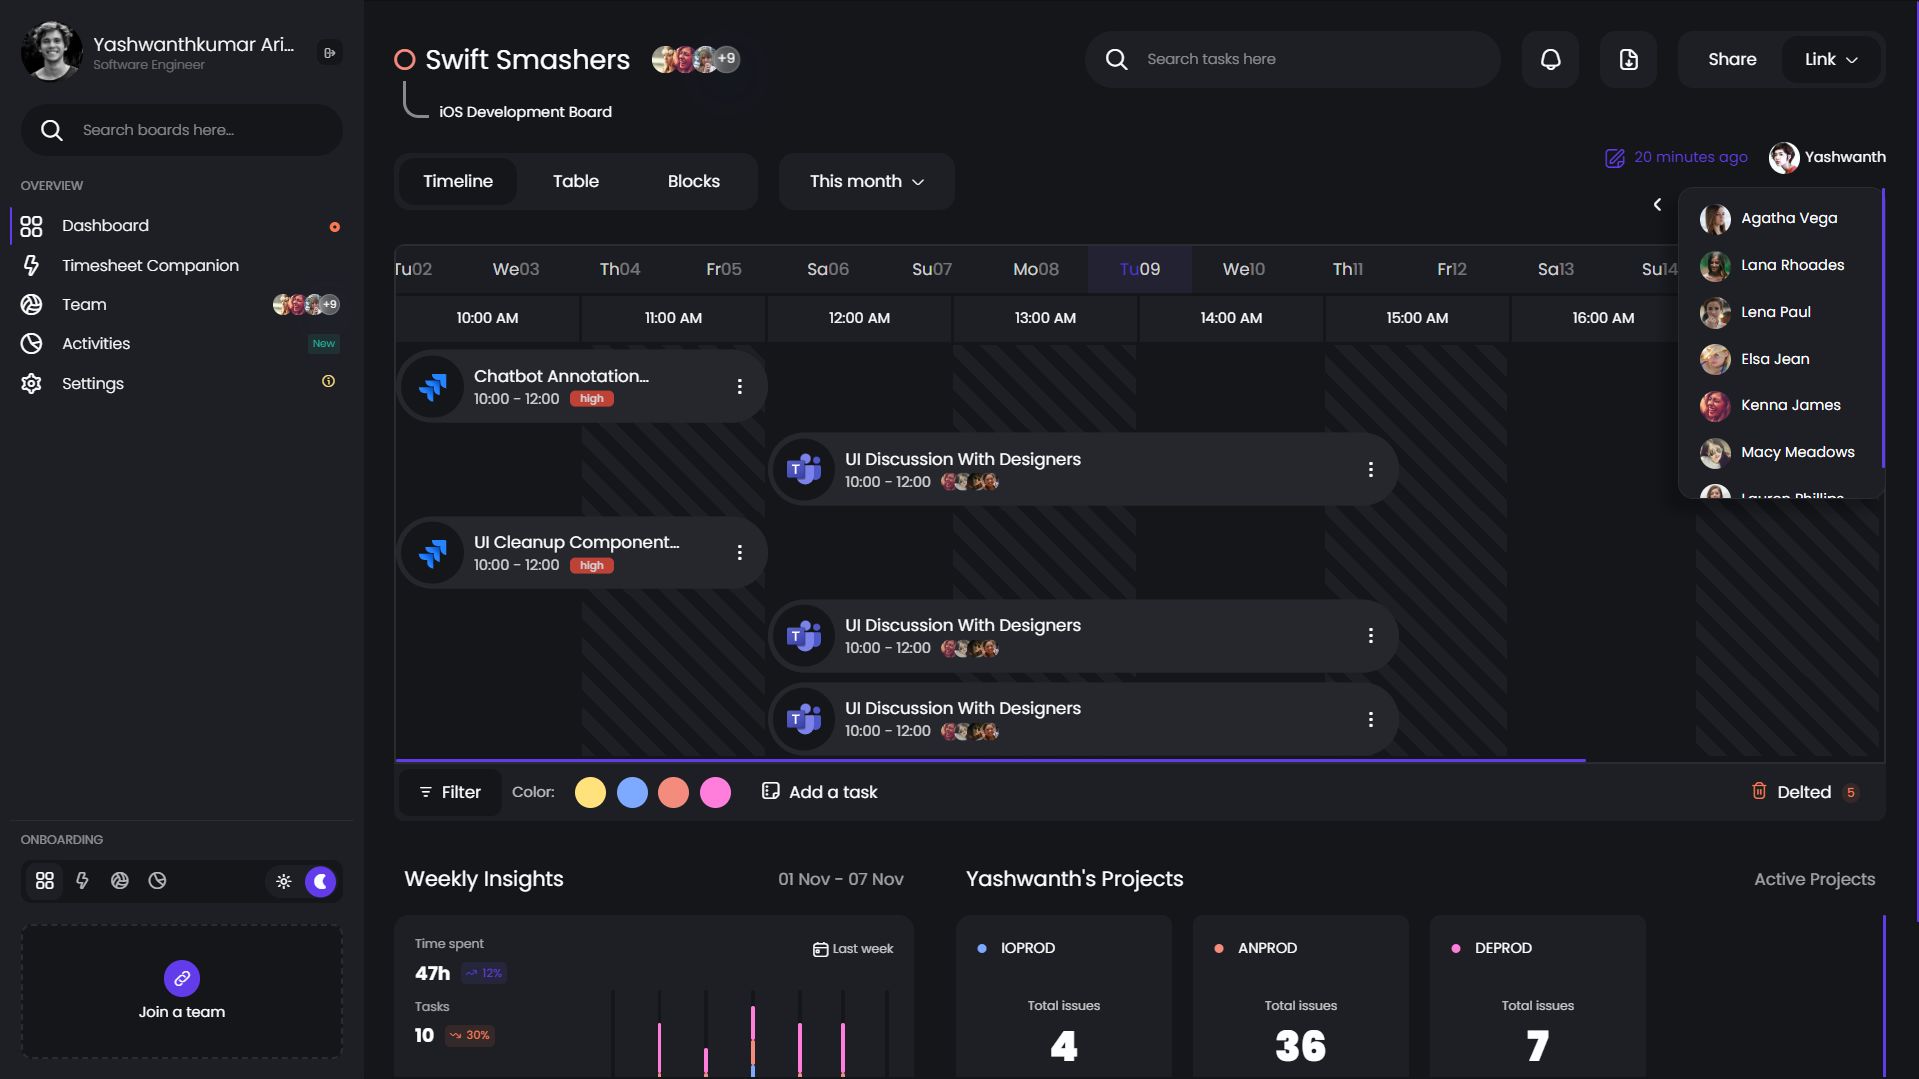 Yashwanthkumar Ari...
Software Engineer
Search boards here...
OVERVIEW
Dashboard
Timesheet Companion
Team
+9
Activities
New
Settings
ONBOARDING
Join a team
Swift Smashers
+9
iOS Development Board
Search tasks here
Share
Link
20 minutes ago
Yashwanth
Timeline
Table
Blocks
This month
Agatha Vega
Lana Rhoades
Lena Paul
Elsa Jean
Kenna James
Macy Meadows
Lauren Phillips
Tu02
We03
Th04
Fr05
Sa06
Su07
Mo08
Tu09
We10
Th11
Fr12
Sa13
Su14
10:00 AM
11:00 AM
12:00 AM
13:00 AM
14:00 AM
15:00 AM
16:00 AM
Chatbot Annotation...
10:00 - 12:00 high
T
UI Discussion With Designers
10:00 - 12:00
UI Cleanup Component...
10:00 - 12:00 high
T
UI Discussion With Designers
10:00 - 12:00
T
UI Discussion With Designers
10:00 - 12:00
Filter
Color:
Add a task
Delted
5
Weekly Insights
01 Nov - 07 Nov
Time spent
47h
12%
Last week
Tasks
10
30%
Yashwanth's Projects
Active Projects
IOPROD
Total issues
4
ANPROD
Total issues
36
DEPROD
Total issues
7